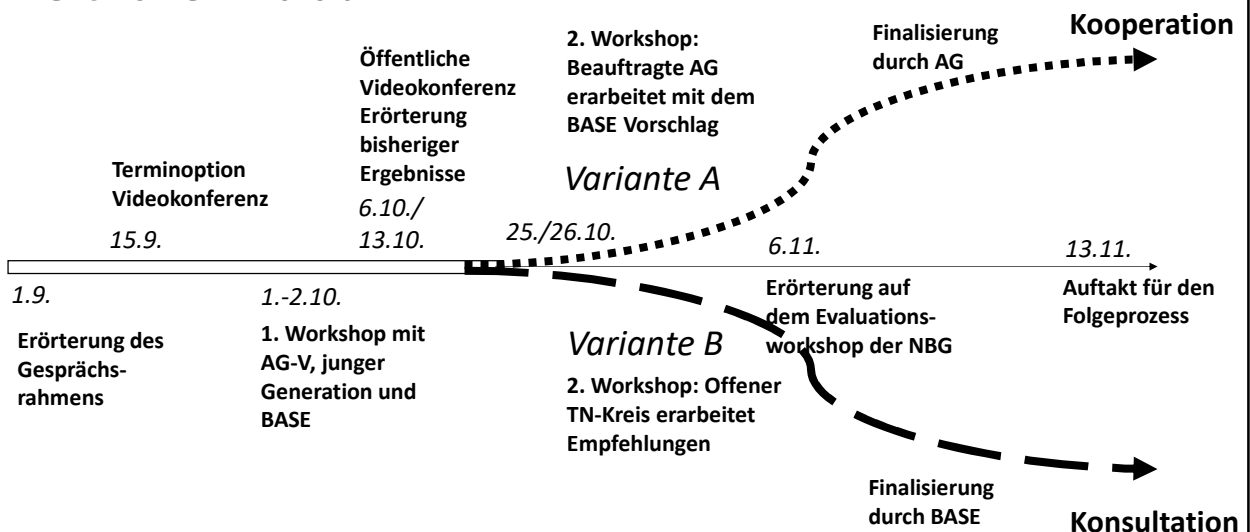 Kooperation
Finalisierung
durch AG
2. Workshop:
Beauftragte AG
erarbeitet mit dem
BASE Vorschlag
Öffentliche
Videokonferenz
Erörterung
bisheriger
Ergebnisse
6.10./
13.10.
Terminoption
Videokonferenz
15.9.
Variante A
25./26.10.
6.11.
13.11.
1.9.
Erörterung des
Gesprächs-
rahmens
1.-2.10.
1. Workshop mit
AG-V, junger
Generation und
BASE
Variante B
2. Workshop: Offener
TN-Kreis erarbeitet
Empfehlungen
Erörterung auf
dem Evaluations-
workshop der NBG
Auftakt für den
Folgeprozess
Finalisierung
durch BASE
Konsultation